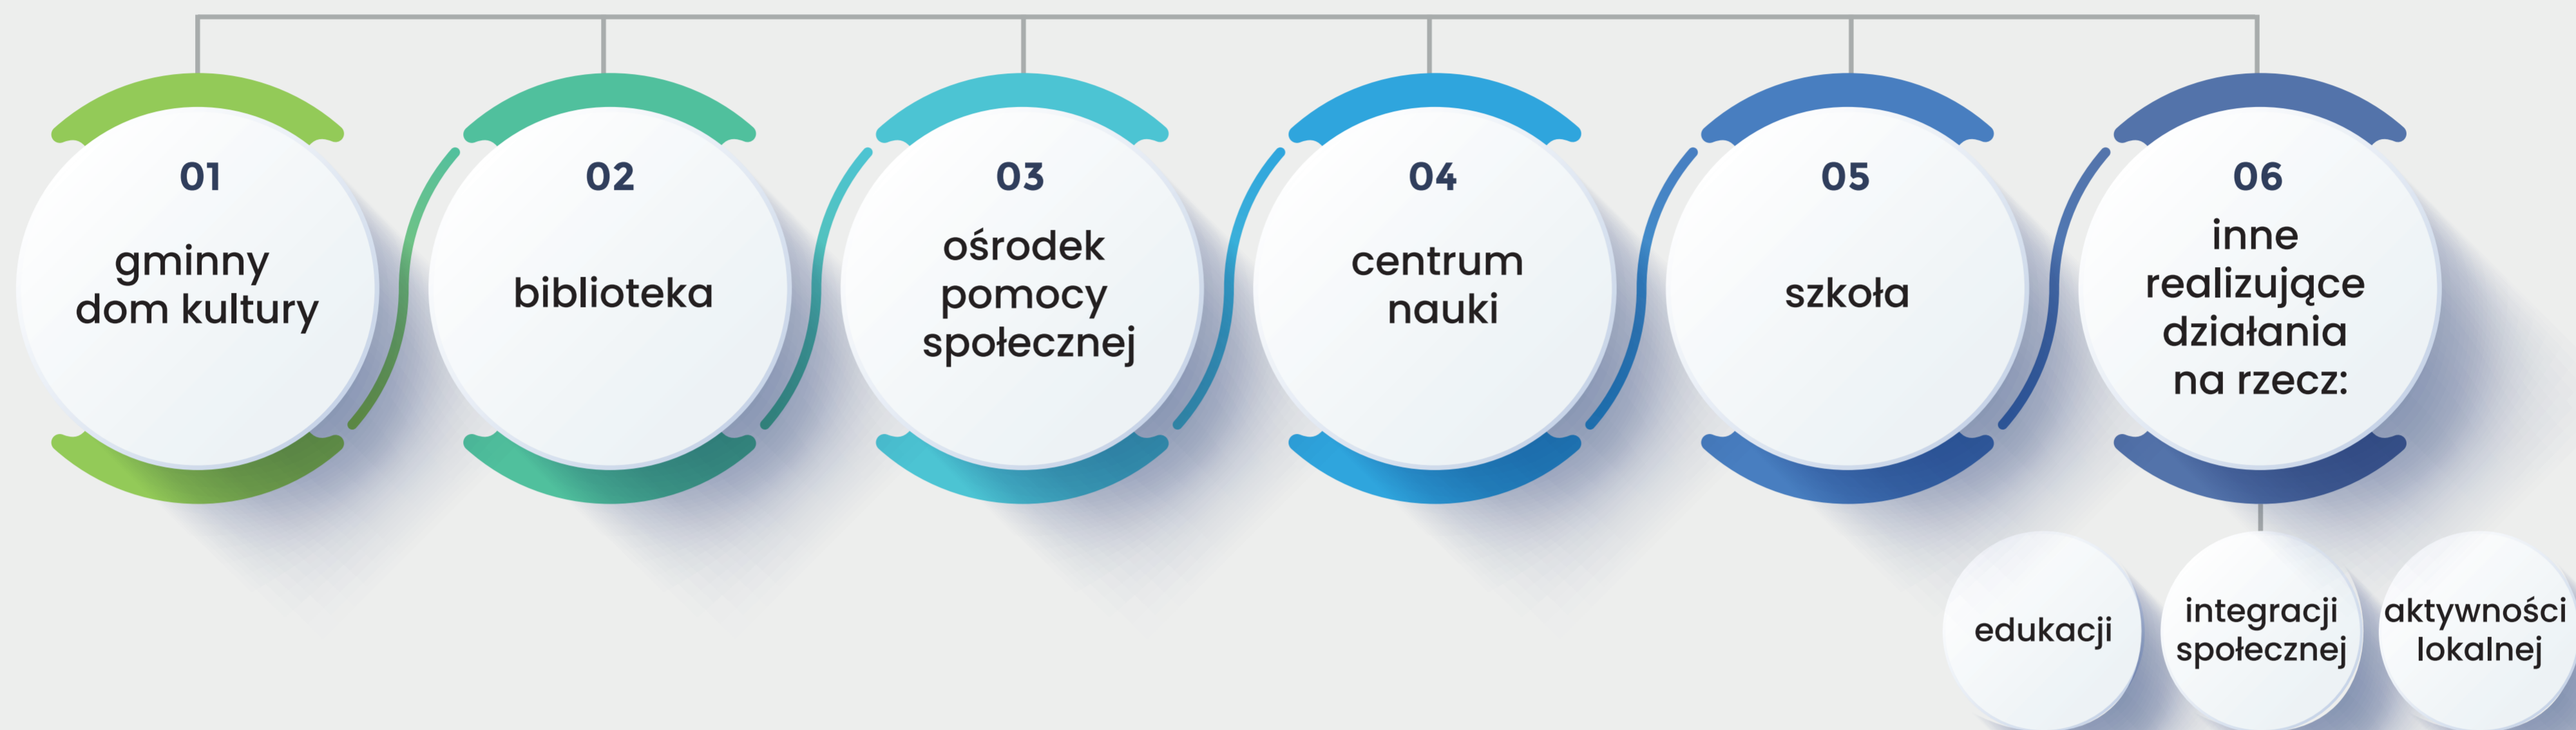 01
gminny
dom kultury
02
biblioteka
03
ośrodek
pomocy
społecznej
04
centrum
nauki
05
szkoła
06
inne
realizujące
działania
na rzecz:
edukacji
integracji
społecznej
aktywności
lokalnej